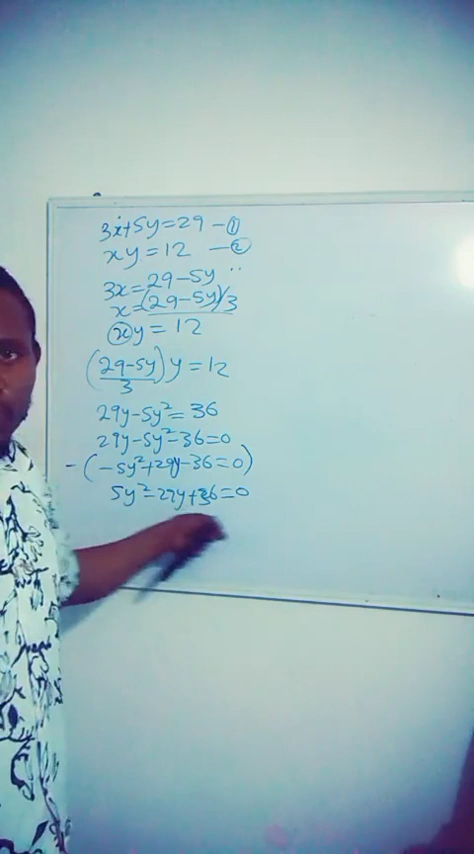 3x+5y=29 —①
xy=12 —②
3x=29-5y
x=(29-5y)/3
ⓧy=12
(29-5y/3)y=12
29y-5y²=36
29y-5y²-36=0
-(-5y²+29y-36=0)
5y²-29y+36=0